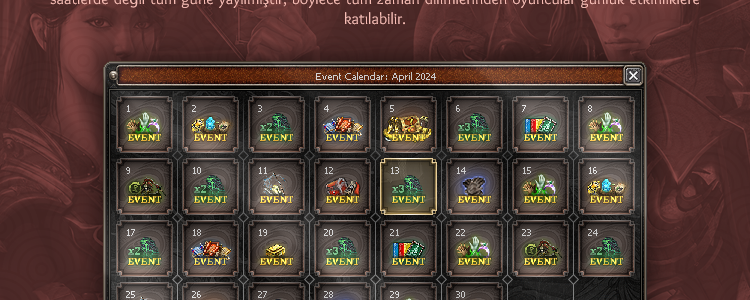 saatlerde değil tüm güne yayılmıştır, böylece tüm zaman dilimlerinden oyuncular günlük etkinliklere
katılabilir.
Event Calendar: April 2024
1 2 3 4 5 6 7 8
x2 x3
EVENT EVENT EVENT EVENT EVENT EVENT EVENT EVENT
9 10 11 12 13 14 15 16
x2 x3
EVENT EVENT EVENT EVENT EVENT EVENT EVENT EVENT
17 18 19 20 21 22 23 24
x2 x3 x2
EVENT EVENT EVENT EVENT EVENT EVENT EVENT EVENT
25 26 27 28 29 30